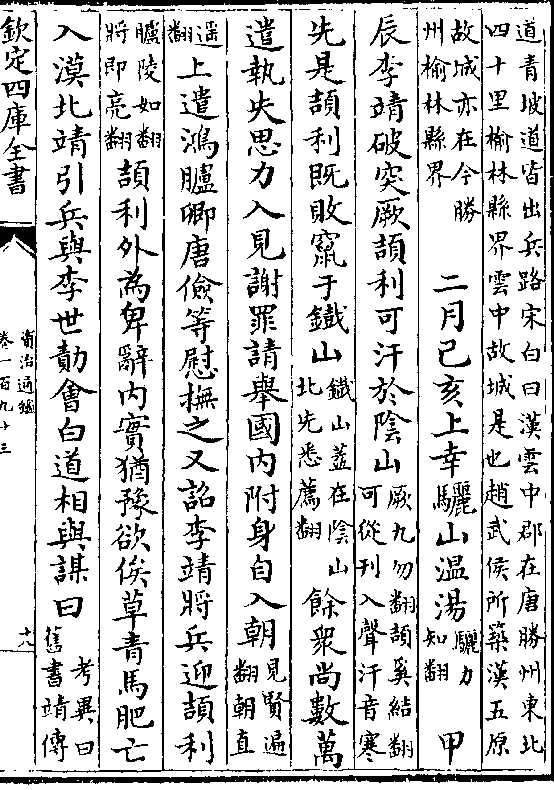 道青坡道皆出兵路宋白曰漢雲中郡在唐勝州東北
四十里榆林縣界雲中故城是也趙武侯所築漢五原
故城亦在今勝
州榆林縣界
二月己亥上幸驪山温湯
驪力
知翻
甲
辰李靖破突厥頡利可汗於陰山
厥九勿翻頡奚結翻
可從刋入聲汗音寒
先是頡利既敗竄于鐡山
鐡山蓋在陰山
北先悉薦翻
餘衆尚數萬
遣執失思力入見謝罪請舉國内附身自入朝
見賢遍
翻朝直
遥
翻
上遣鴻臚卿唐儉等慰撫之又詔李靖將兵迎頡利
臚陵如翻
將即亮翻
頡利外為卑辭内實猶豫欲俟草青馬肥亡
入漠北靖引兵與李世勣會白道相與謀曰
考異曰
舊書靖傳
欽定四庫全書
資治通鑑
卷一百九十三
十八